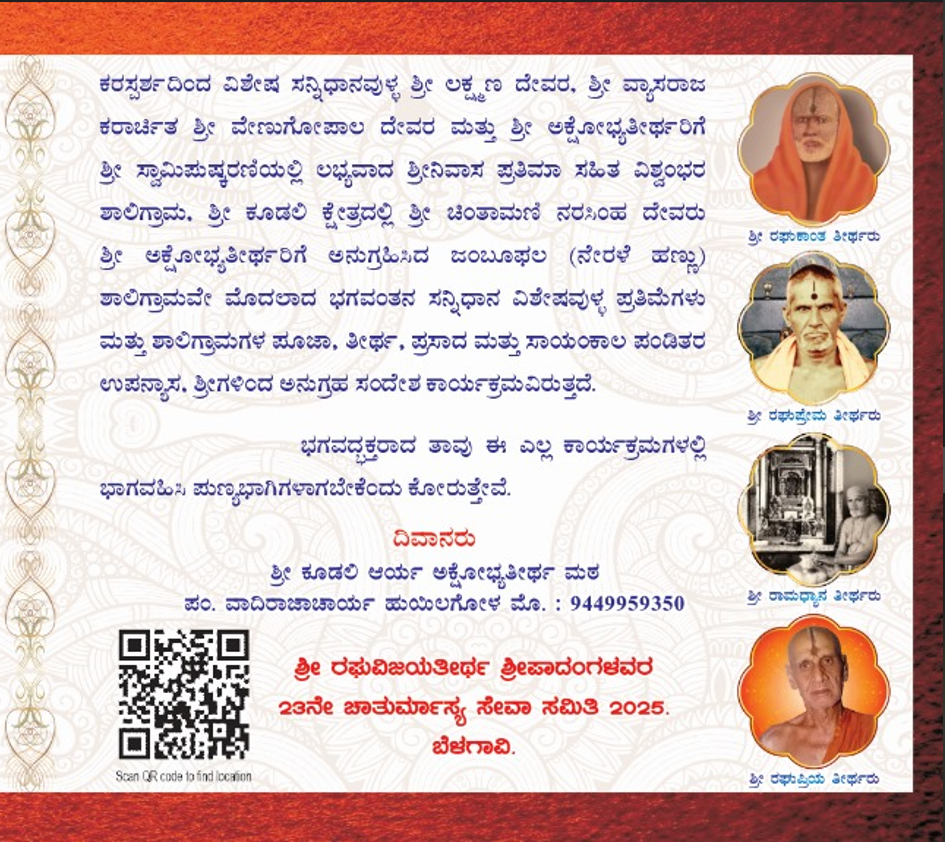 ಕರಸ್ಪರ್ಶದಿಂದ ವಿಶೇಷ ಸನ್ನಿಧಾನವುಳ್ಳ ಶ್ರೀ ಲಕ್ಷ್ಮಣ ದೇವರ, ಶ್ರೀ ವ್ಯಾಸರಾಜ
ಕರಾರ್ಚಿತ ಶ್ರೀ ವೇಣುಗೋಪಾಲ ದೇವರ ಮತ್ತು ಶ್ರೀ ಅಕ್ಷೋಭ್ಯತೀರ್ಥರಿಗೆ
ಶ್ರೀ ಸ್ವಾಮಿಪುಷ್ಕರಣಿಯಲ್ಲಿ ಲಭ್ಯವಾದ ಶ್ರೀನಿವಾಸ ಪ್ರತಿಮಾ ಸಹಿತ ವಿಶ್ವಂಭರ
ಶಾಲಿಗ್ರಾಮ, ಶ್ರೀ ಕೂಡಲಿ ಕ್ಷೇತ್ರದಲ್ಲಿ ಶ್ರೀ ಚಿಂತಾಮಣಿ ನರಸಿಂಹ ದೇವರು
ಶ್ರೀ ಅಕ್ಷೋಭ್ಯತೀರ್ಥರಿಗೆ ಅನುಗ್ರಹಿಸಿದ ಜಂಬೂಫಲ (ನೇರಳೆ ಹಣ್ಣು)
ಶಾಲಿಗ್ರಾಮವೇ ಮೊದಲಾದ ಭಗವಂತನ ಸನ್ನಿಧಾನ ವಿಶೇಷವುಳ್ಳ ಪ್ರತಿಮೆಗಳು
ಮತ್ತು ಶಾಲಿಗ್ರಾಮಗಳ ಪೂಜಾ, ತೀರ್ಥ, ಪ್ರಸಾದ ಮತ್ತು ಸಾಯಂಕಾಲ ಪಂಡಿತರ
ಉಪನ್ಯಾಸ, ಶ್ರೀಗಳಿಂದ ಅನುಗ್ರಹ ಸಂದೇಶ ಕಾರ್ಯಕ್ರಮವಿರುತ್ತದೆ.
ಭಗವದ್ಭಕ್ತರಾದ ತಾವು ಈ ಎಲ್ಲ ಕಾರ್ಯಕ್ರಮಗಳಲ್ಲಿ
ಭಾಗವಹಿಸಿ ಪುಣ್ಯಭಾಗಿಗಳಾಗಬೇಕೆಂದು ಕೋರುತ್ತೇವೆ.
ದಿವಾನರು
ಶ್ರೀ ಕೂಡಲಿ ಆರ್ಯ ಅಕ್ಷೋಭ್ಯತೀರ್ಥ ಮಠ
ಪಂ. ವಾದಿರಾಜಾಚಾರ್ಯ ಹುಯಿಲಗೋಳ ಮೊ. : 9449959350
ಶ್ರೀ ರಘುವಿಜಯತೀರ್ಥ ಶ್ರೀಪಾದಂಗಳವರ
23ನೇ ಚಾತುರ್ಮಾಸ್ಯ ಸೇವಾ ಸಮಿತಿ 2025.
ಬೆಳಗಾವಿ.
Scan QR code to find location
ಶ್ರೀ ರಘುಕಾಂತ ತೀರ್ಥರು
ಶ್ರೀ ರಘುಪ್ರೇಮ ತೀರ್ಥರು
ಶ್ರೀ ರಾಮಧ್ಯಾನ ತೀರ್ಥರು
ಶ್ರೀ ರಘುಪ್ರಿಯ ತೀರ್ಥರು